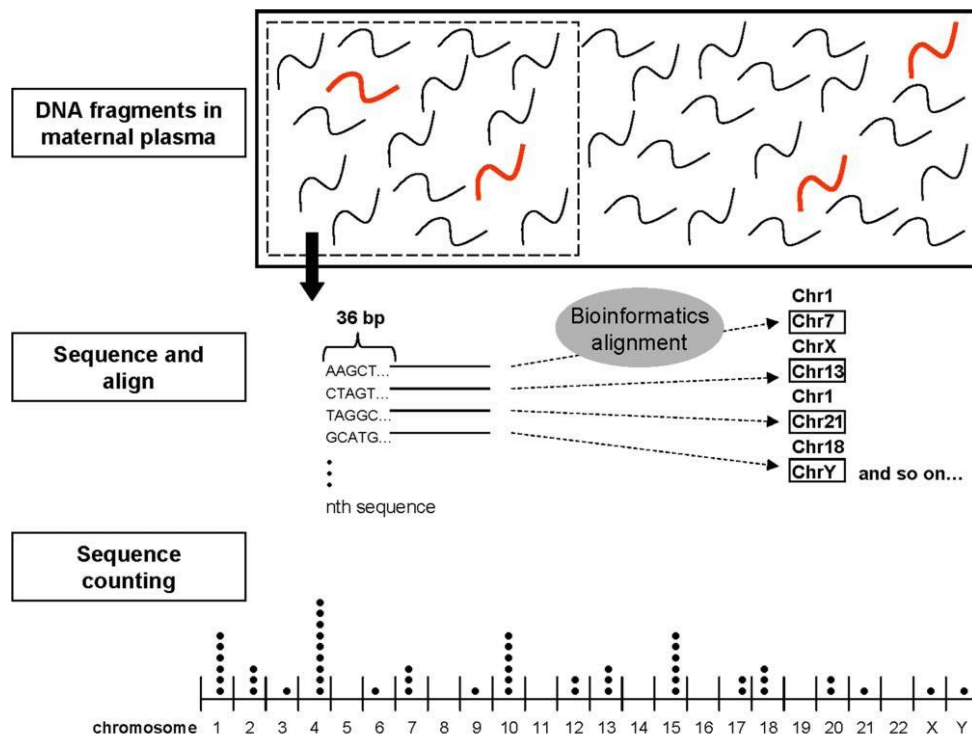 DNA fragments in
maternal plasma
36 bp
Bioinformatics
alignment
Sequence and
align
AAGCT...
CTAGT...
TAGGC...
GCATG...
nth sequence
Chr1
Chr7
ChrX
Chr13
Chr1
Chr21
Chr18
ChrY and so on...
Sequence
counting
chromosome 1 2 3 4 5 6 7 8 9 10 11 12 13 14 15 16 17 18 19 20 21 22 X Y